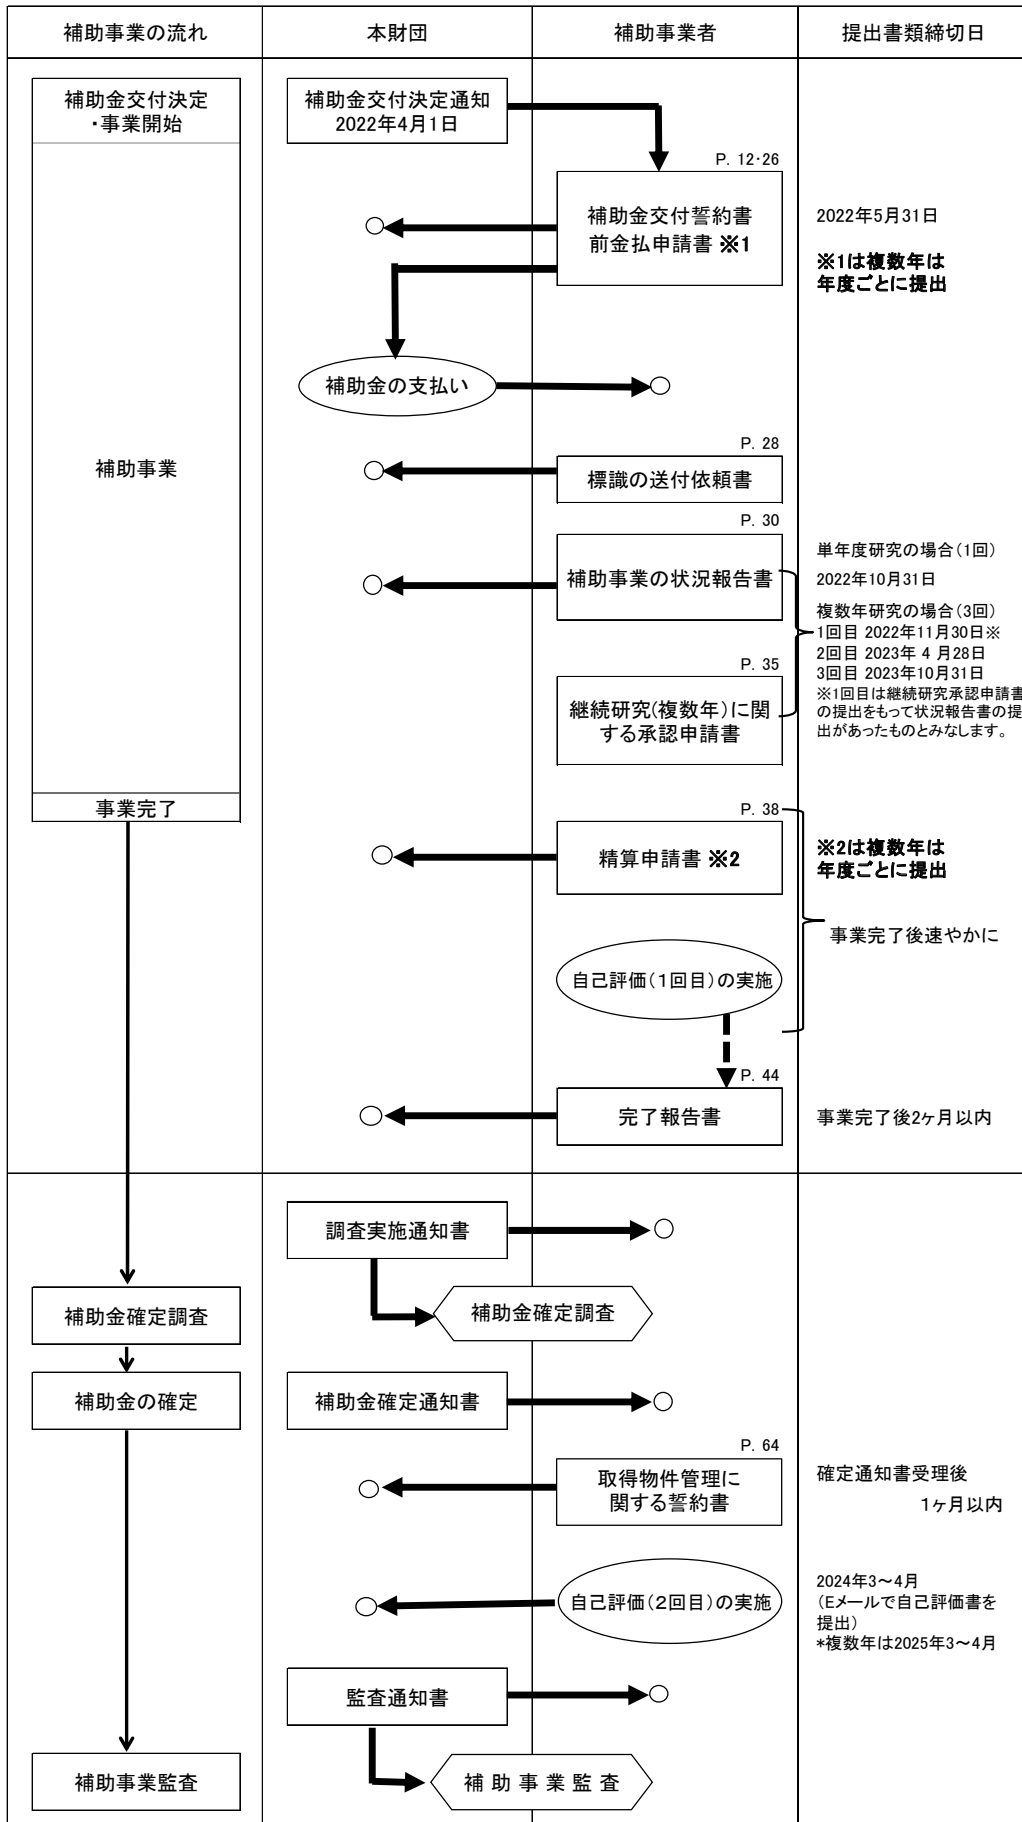 補助事業の流れ
本財団
補助事業者
提出書類締切日
補助金交付決定
・事業開始
補助金交付決定通知
2022年4月1日
P. 12・26
補助金交付誓約書
前金払申請書 ※1
2022年5月31日
※1は複数年は
年度ごとに提出
補助金の支払い
補助事業
P. 28
標識の送付依頼書
P. 30
補助事業の状況報告書
単年度研究の場合(1回)
2022年10月31日
複数年研究の場合(3回)
1回目 2022年11月30日※
2回目 2023年 4 月28日
3回目 2023年10月31日
※1回目は継続研究承認申請書
の提出をもって状況報告書の提
出があったものとみなします。
P. 35
継続研究(複数年)に関
する承認申請書
事業完了
P. 38
精算申請書 ※2
※2は複数年は
年度ごとに提出
事業完了後速やかに
自己評価(1回目)の実施
P. 44
完了報告書
事業完了後2ヶ月以内
調査実施通知書
補助金確定調査
補助金確定調査
補助金の確定
補助金確定通知書
P. 64
取得物件管理に
関する誓約書
確定通知書受理後
1ヶ月以内
自己評価(2回目)の実施
2024年3～4月
(Eメールで自己評価書を
提出)
*複数年は2025年3～4月
監査通知書
補助事業監査
補 助 事 業 監 査